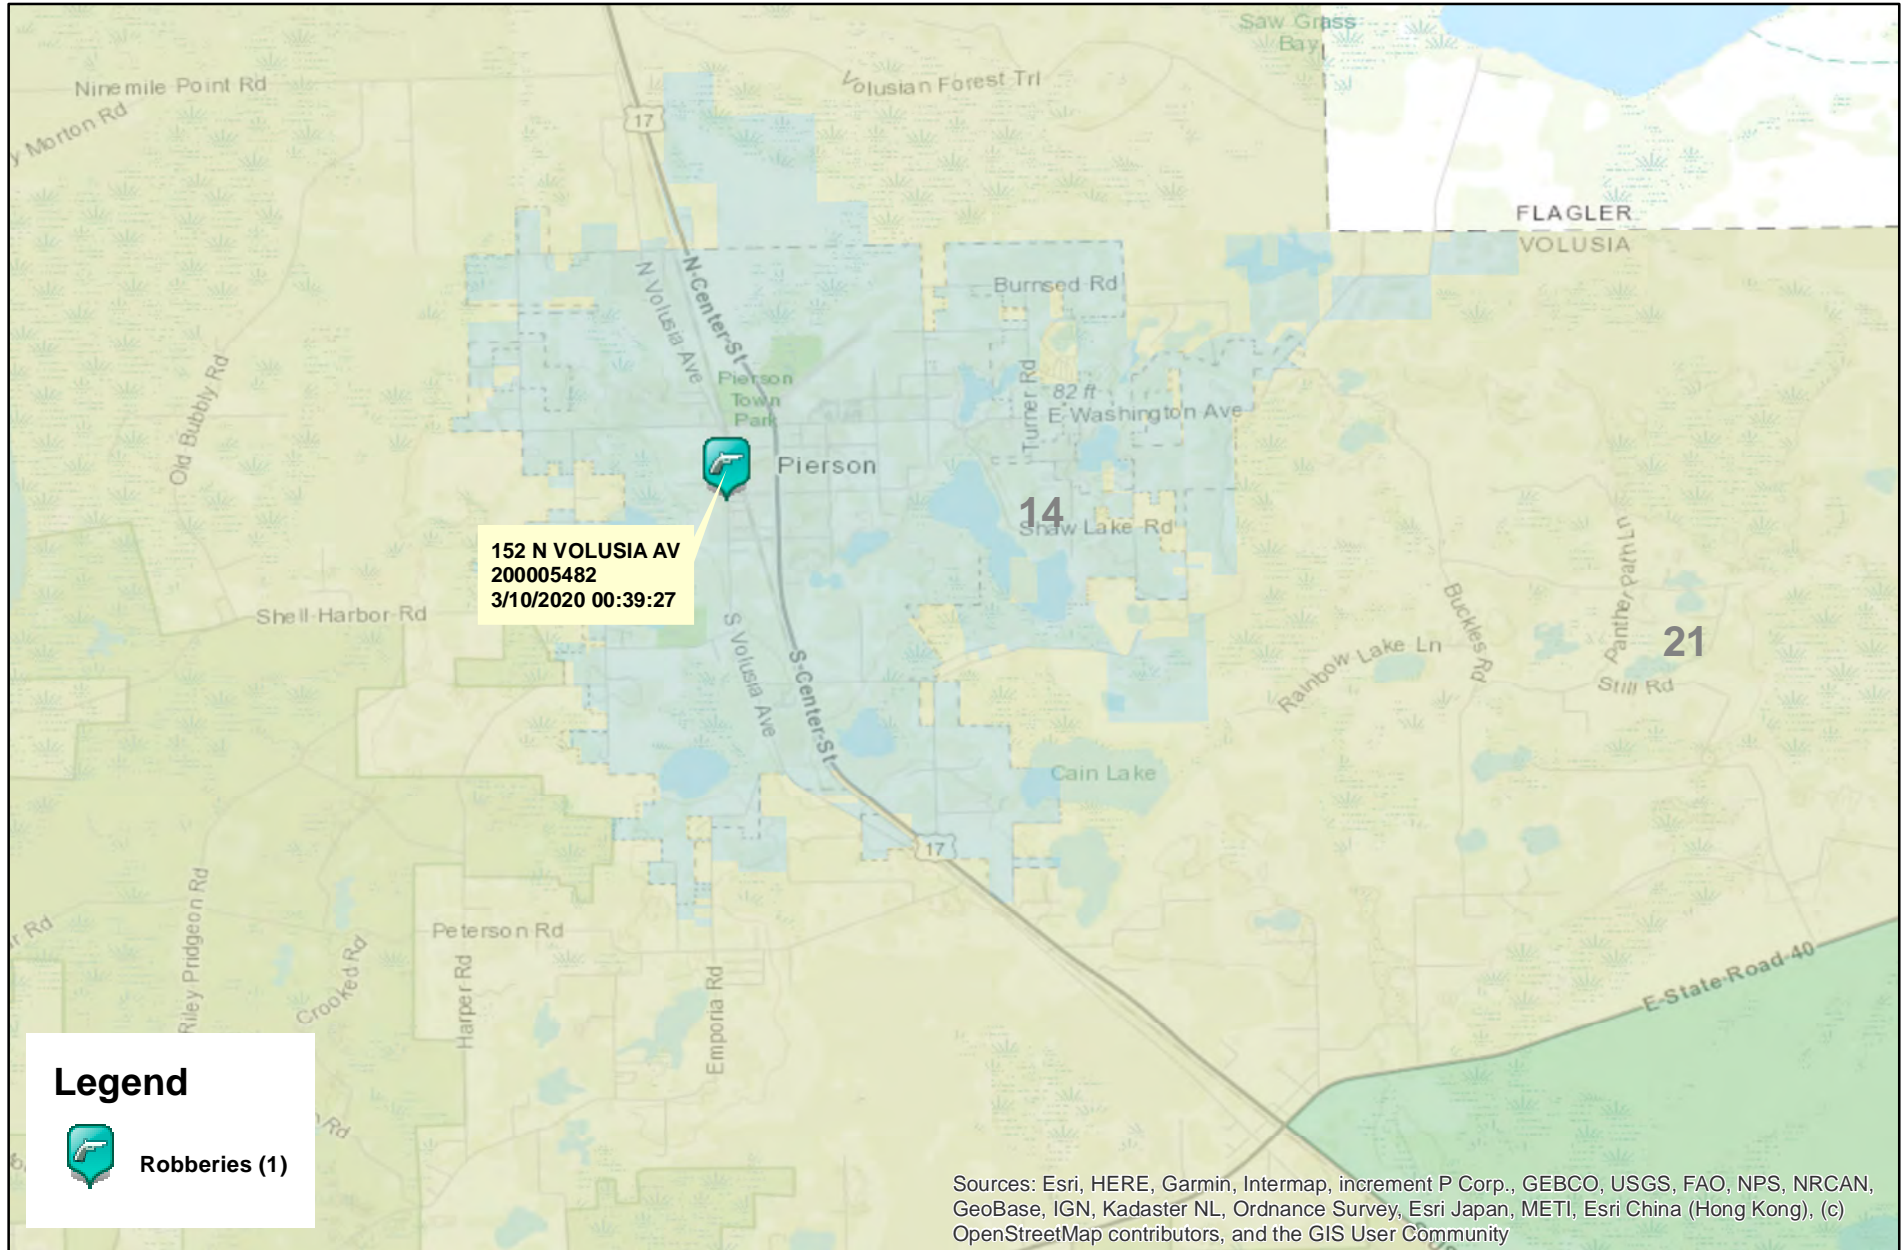 Saw Grass
Bay
Ninemile Point Rd
Volusian Forest Trl
y Morton Rd
17
FLAGLER
VOLUSIA
N Volusia Ave
N Center St
Burnsed Rd
Old Bubbly Rd
Pierson
Town
Park
Turner Rd
82 ft
E Washington Ave
Pierson
14
Shaw Lake Rd
152 N VOLUSIA AV
200005482
3/10/2020 00:39:27
Shell Harbor Rd
S Volusia Ave
S Center St
Rainbow Lake Ln
Buckles Rd
Panther Path Ln
21
Still Rd
Cain Lake
17
Riley Pridgeon Rd
r Rd
Crooked Rd
Peterson Rd
Harper Rd
Emporia Rd
E State Road 40
Legend
Rd
Robberies (1)
Sources: Esri, HERE, Garmin, Intermap, increment P Corp., GEBCO, USGS, FAO, NPS, NRCAN,
GeoBase, IGN, Kadaster NL, Ordnance Survey, Esri Japan, METI, Esri China (Hong Kong), (c)
OpenStreetMap contributors, and the GIS User Community